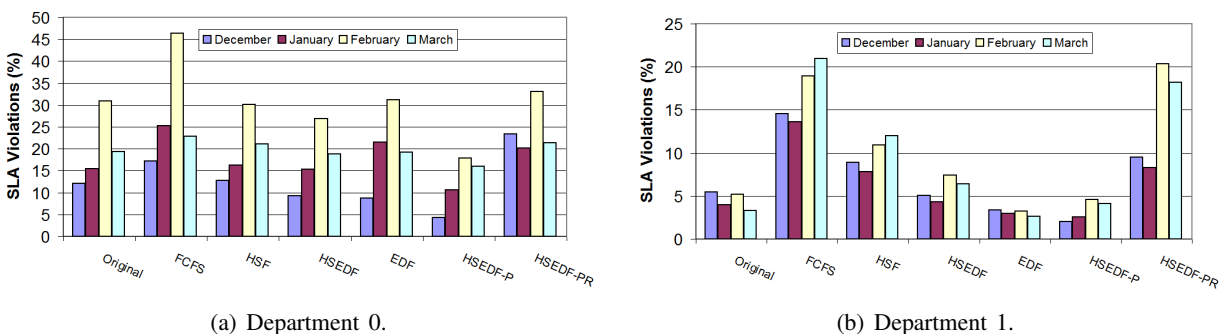 50
45
40
35
30
25
20
15
10
5
0
SLA Violations (%)
December January February March
Original FCFS HSF HSEDF EDF HSEDF-P HSEDF-PR
(a) Department 0.
25
20
15
10
5
0
SLA Violations (%)
December January February March
Original FCFS HSF HSEDF EDF HSEDF-P HSEDF-PR
(b) Department 1.